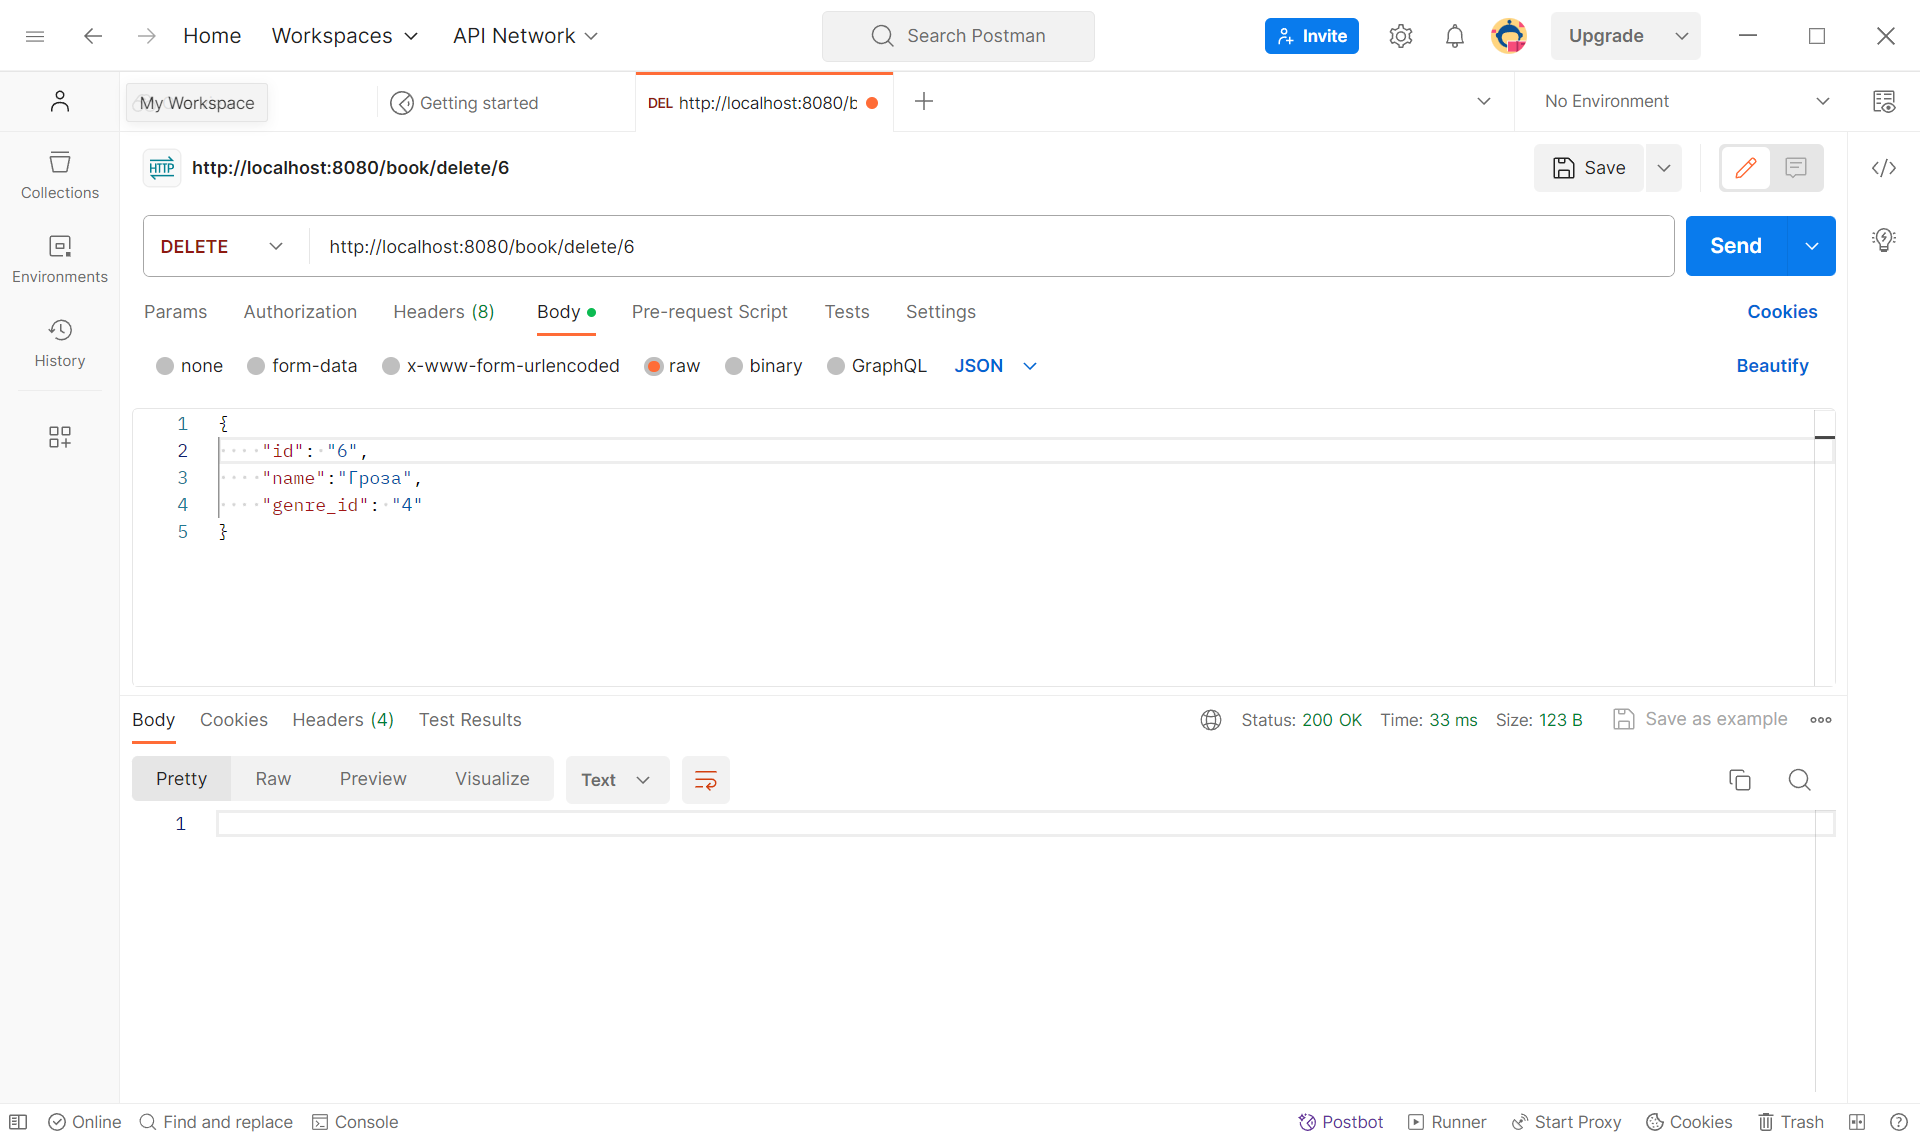 Home Workspaces API Network Search Postman Invite Upgrade
My Workspace Getting started DEL http://localhost:8080/b No Environment
HTTP http://localhost:8080/book/delete/6 Save
Collections
DELETE http://localhost:8080/book/delete/6 Send
Environments
Params Authorization Headers (8) Body Pre-request Script Tests Settings Cookies
History
none form-data x-www-form-urlencoded raw binary GraphQL JSON Beautify
1 {
2 "id": "6",
3 "name":"Гроза",
4 "genre_id": "4"
5 }
Body Cookies Headers (4) Test Results Status: 200 OK Time: 33 ms Size: 123 B Save as example
Pretty Raw Preview Visualize Text
1
Online Find and replace Console Postbot Runner Start Proxy Cookies Trash